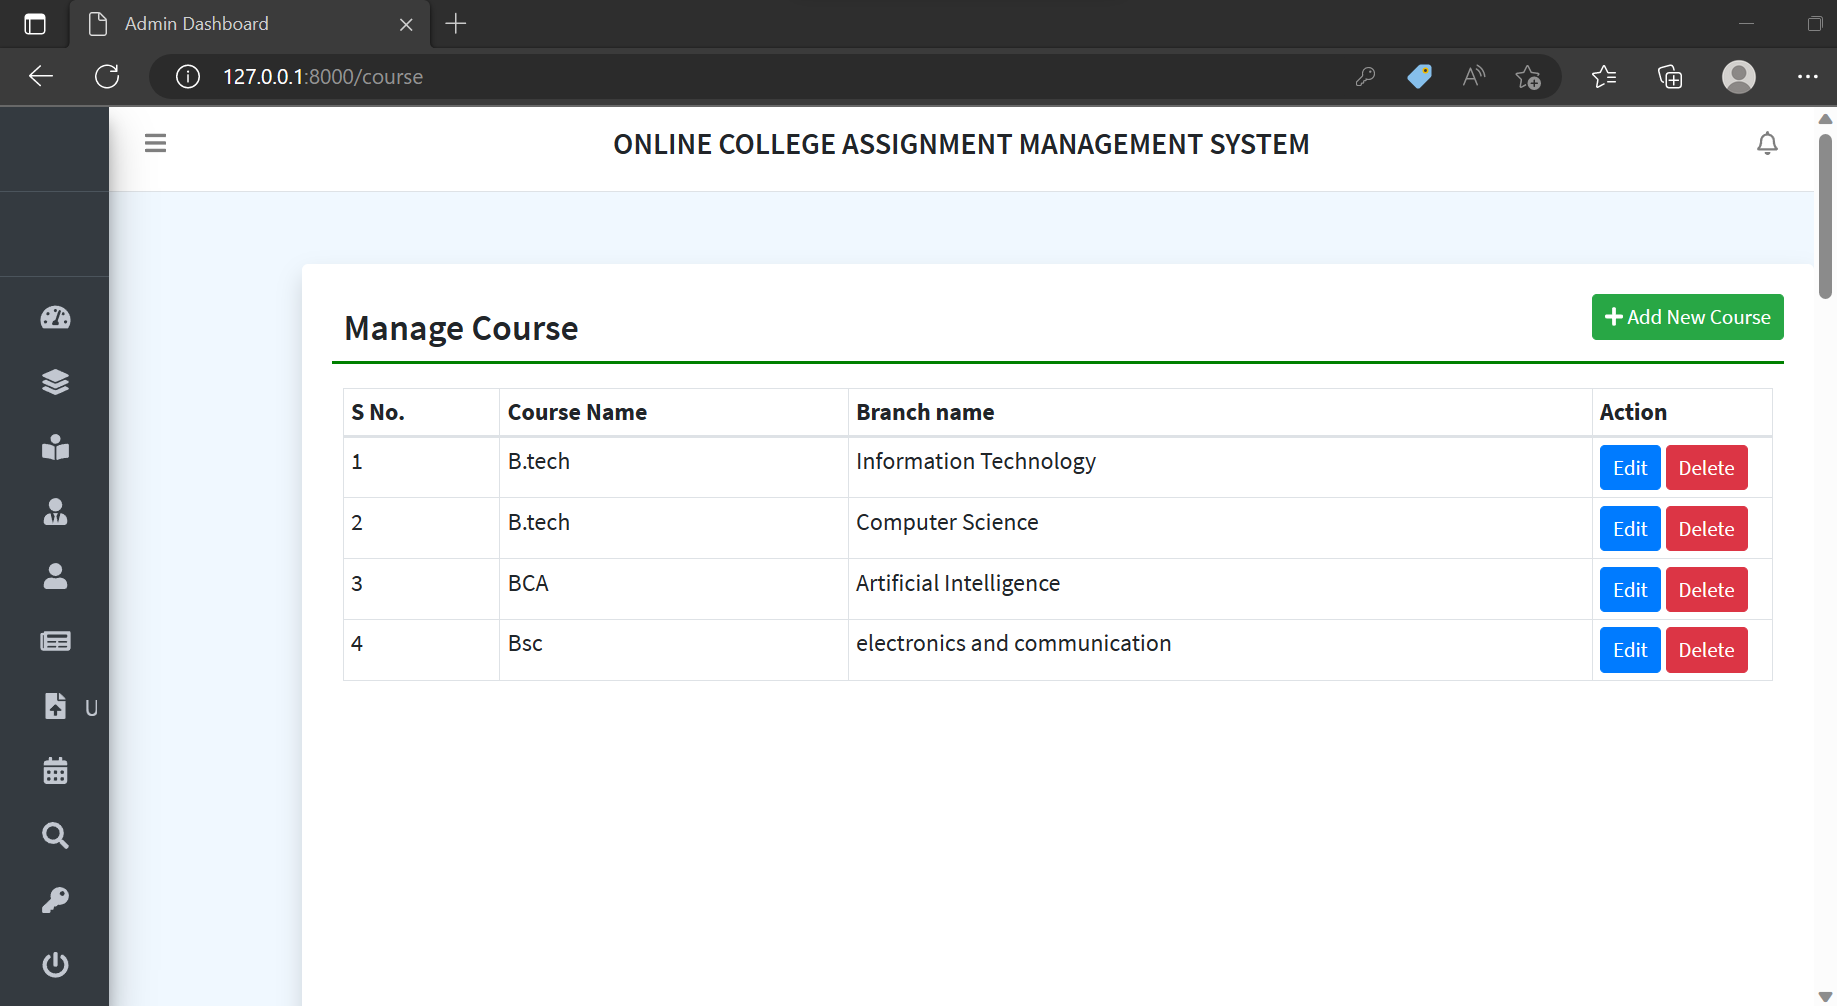 Admin Dashboard
127.0.0.1:8000/course
ONLINE COLLEGE ASSIGNMENT MANAGEMENT SYSTEM
Manage Course
Add New Course
S No. Course Name Branch name Action
1 B.tech Information Technology Edit Delete
2 B.tech Computer Science Edit Delete
3 BCA Artificial Intelligence Edit Delete
4 Bsc electronics and communication Edit Delete
U